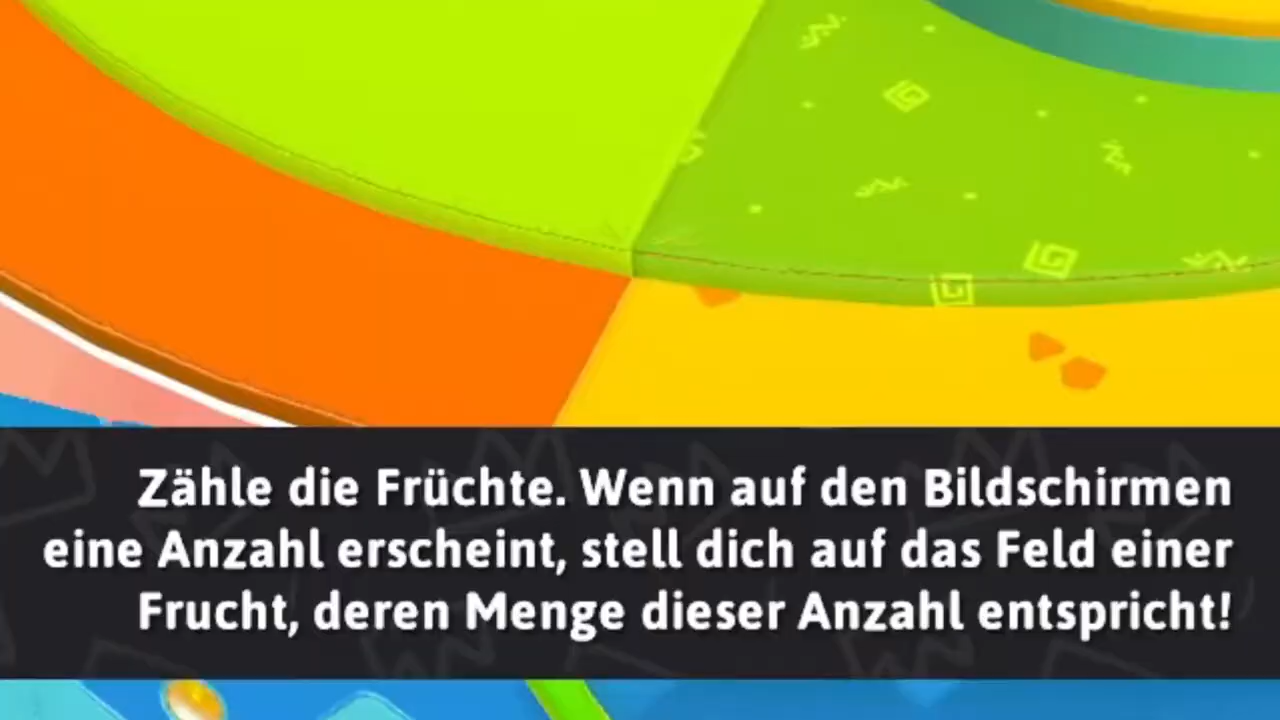 Zähle die Früchte. Wenn auf den Bildschirmen
eine Anzahl erscheint, stell dich auf das Feld einer
Frucht, deren Menge dieser Anzahl entspricht!